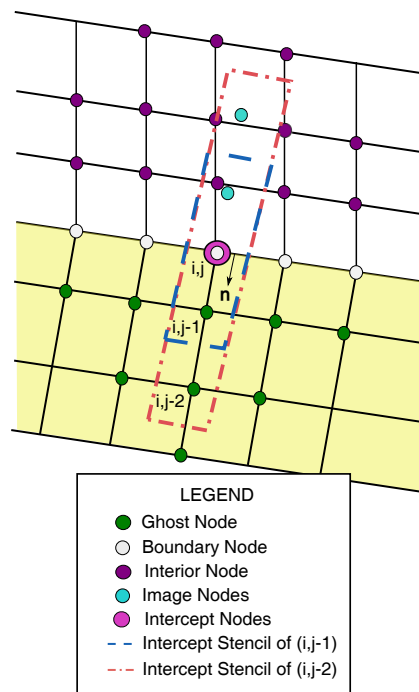 i,j
n
i,j-1
i,j-2
LEGEND
Ghost Node
Boundary Node
Interior Node
Image Nodes
Intercept Nodes
Intercept Stencil of (i,j-1)
Intercept Stencil of (i,j-2)